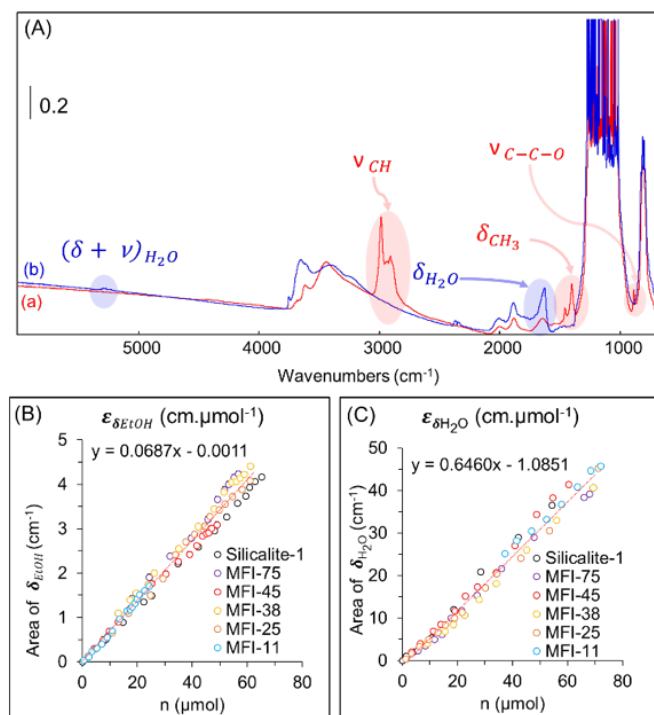 (A)
0.2
ν CH
ν C−C−O
(δ + ν)H₂O
δCH₃
δH₂O
(b)
(a)
5000 4000 3000 2000 1000
Wavenumbers (cm⁻¹)
(B) εδEtOH (cm.µmol⁻¹)
y = 0.0687x - 0.0011
Area of δEtOH (cm⁻¹)
5
4
3
2
1
0
Silicalite-1
MFI-75
MFI-45
MFI-38
MFI-25
MFI-11
0 20 40 60 80
n (µmol)
(C) εδH₂O (cm.µmol⁻¹)
y = 0.6460x - 1.0851
Area of δH₂O (cm⁻¹)
50
40
30
20
10
0
Silicalite-1
MFI-75
MFI-45
MFI-38
MFI-25
MFI-11
0 20 40 60 80
n (µmol)